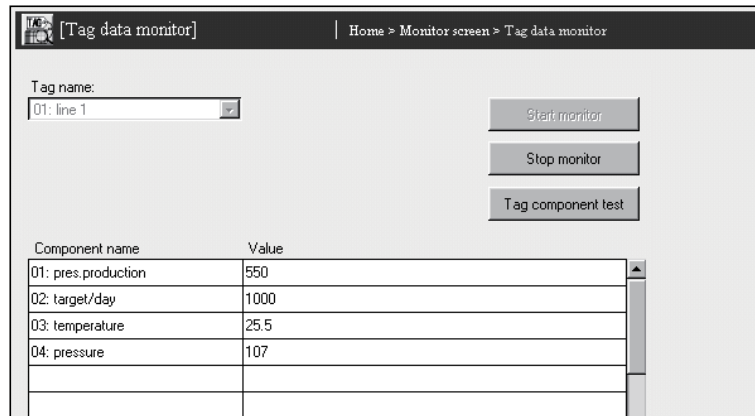 [Tag data monitor]
Home > Monitor screen > Tag data monitor
Tag name:
01: line 1
Start monitor
Stop monitor
Tag component test
Component name Value
01: pres.production 550
02: target/day 1000
03: temperature 25.5
04: pressure 107